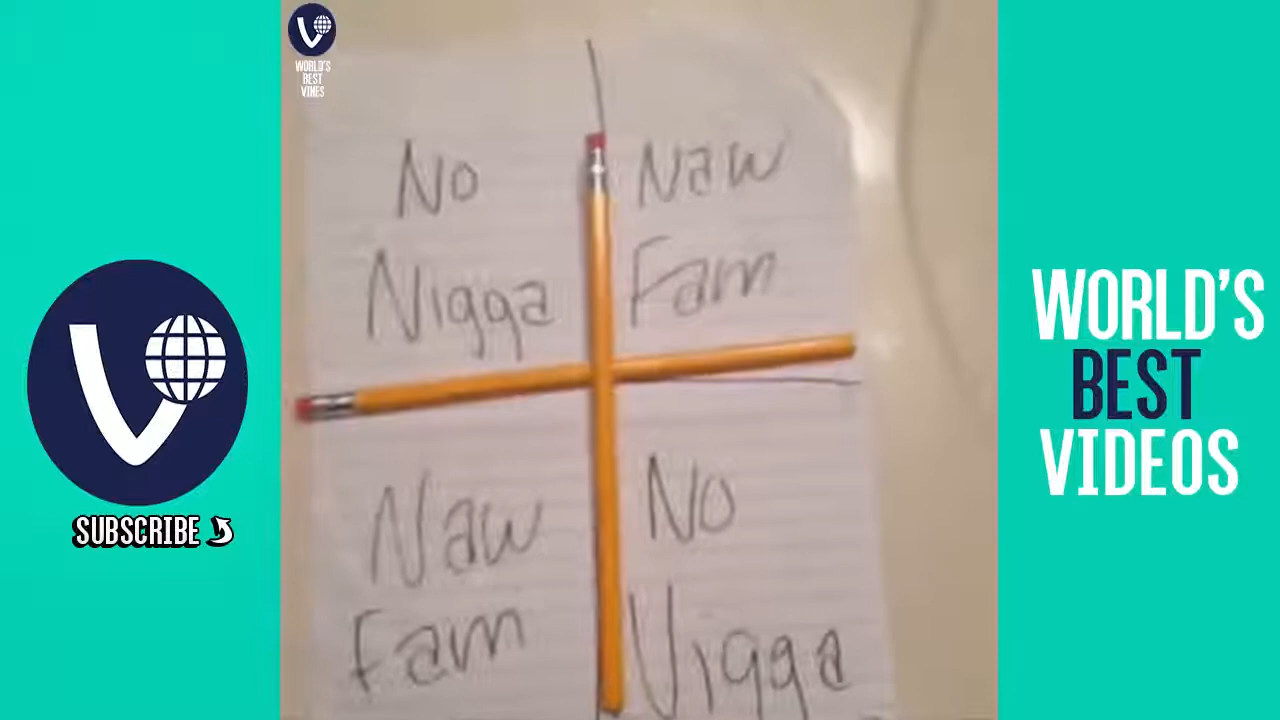 WORLD'S
BEST
VINES
No
Nigga
Naw
Fam
Naw
Fam
No
Nigga
SUBSCRIBE
WORLD'S
BEST
VIDEOS